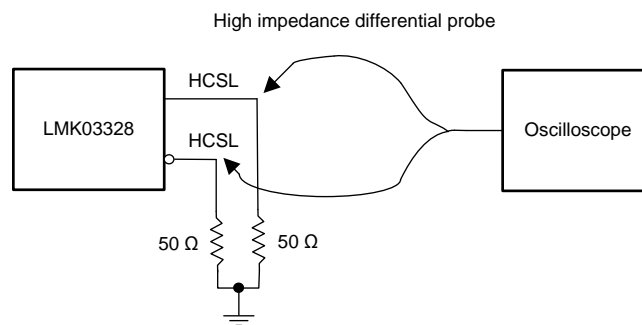 High impedance differential probe
HCSL
LMK03328
Oscilloscope
HCSL
50 Ω
50 Ω